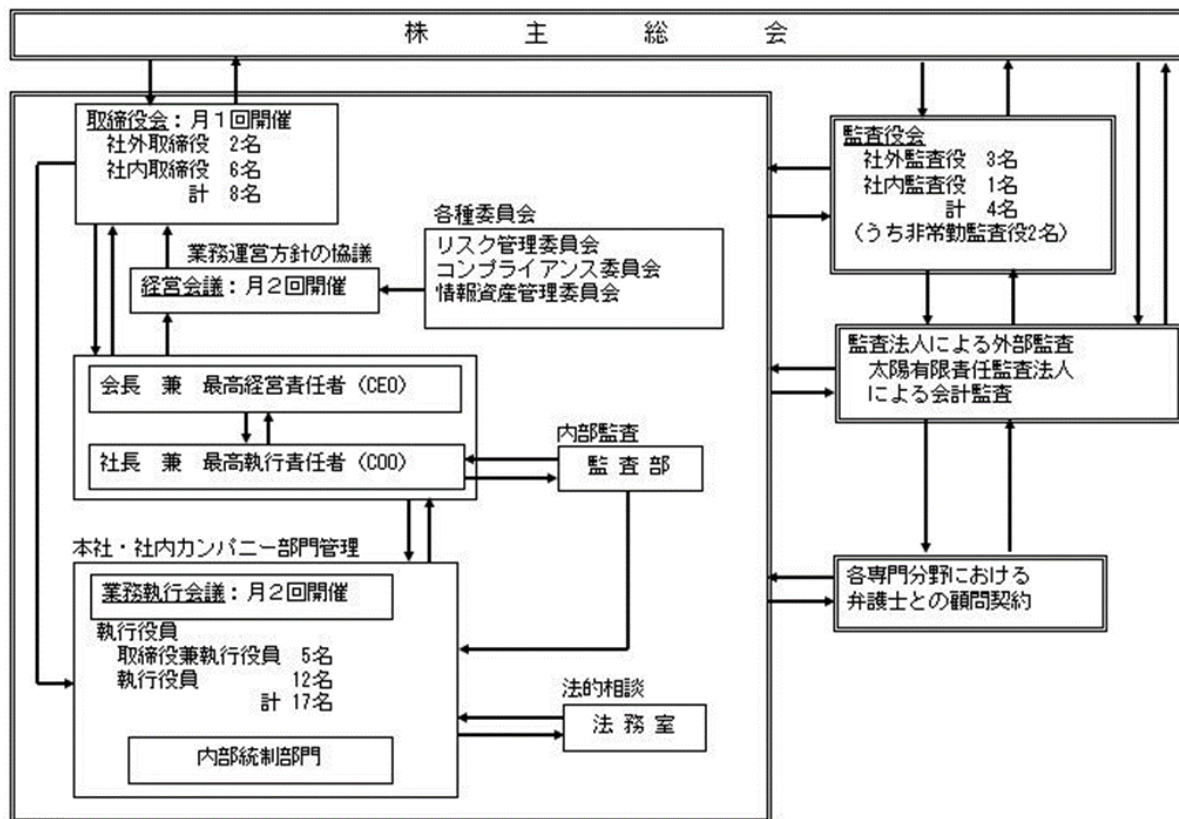 株主総会
取締役会：月１回開催
社外取締役 2名
社内取締役 6名
計 8名
業務運営方針の協議
経営会議：月２回開催
各種委員会
リスク管理委員会
コンプライアンス委員会
情報資産管理委員会
会長 兼 最高経営責任者（CEO）
社長 兼 最高執行責任者（COO）
内部監査
監査部
本社・社内カンパニー部門管理
業務執行会議：月２回開催
執行役員
取締役兼執行役員 5名
執行役員 12名
計 17名
内部統制部門
法的相談
法務室
監査役会
社外監査役 3名
社内監査役 1名
計 4名
（うち非常勤監査役2名）
監査法人による外部監査
太陽有限責任監査法人
による会計監査
各専門分野における
弁護士との顧問契約